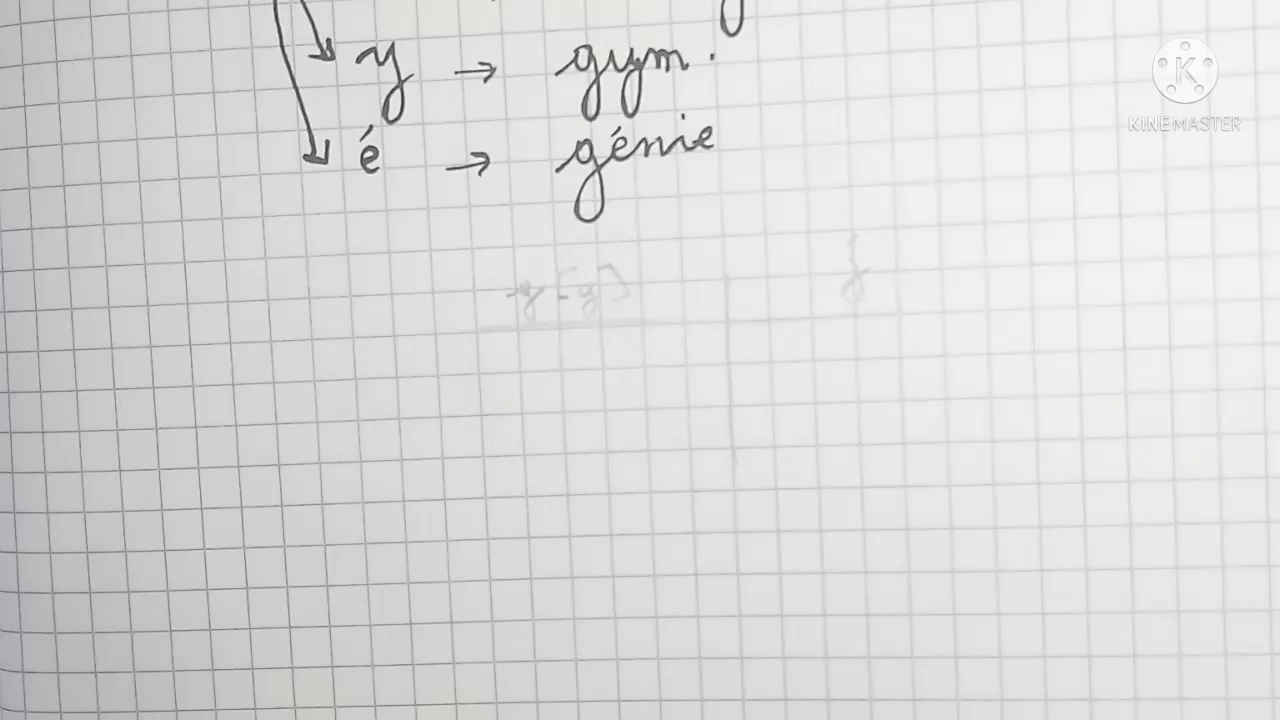 y → gym.
é → génie
g [g] j
KINEMASTER